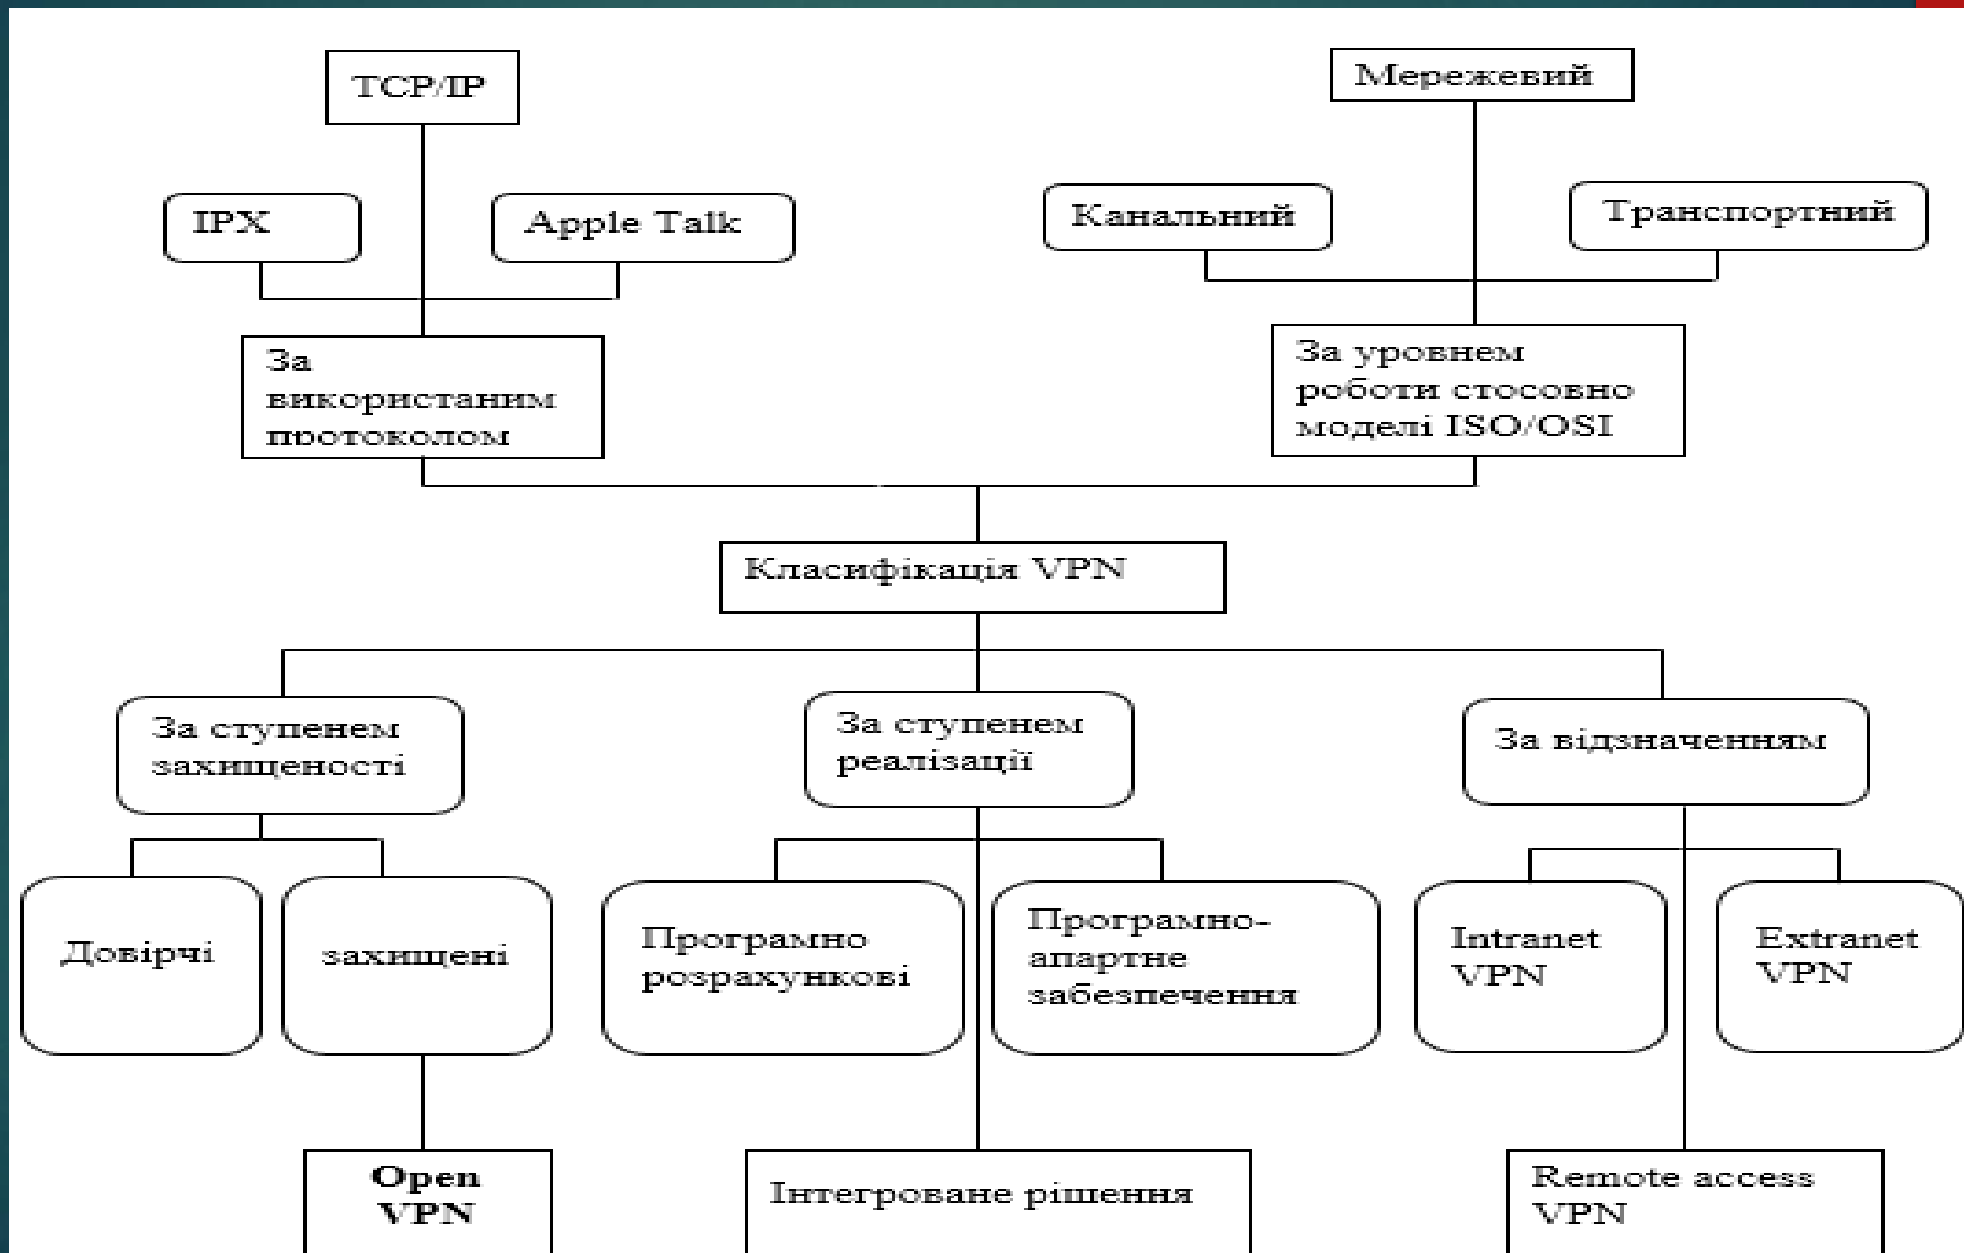 TCP/IP
Мережевий
IPX
Apple Talk
Канальний
Транспортний
За
використаним
протоколом
За уровнем
роботи стосовно
моделі ISO/OSI
Класифікація VPN
За ступенем
захищеності
За ступенем
реалізації
За відзначенням
Довірчі
захищені
Програмно
розрахункові
Програмно-
апартне
забезпечення
Intranet
VPN
Extranet
VPN
Open
VPN
Інтегроване рішення
Remote access
VPN